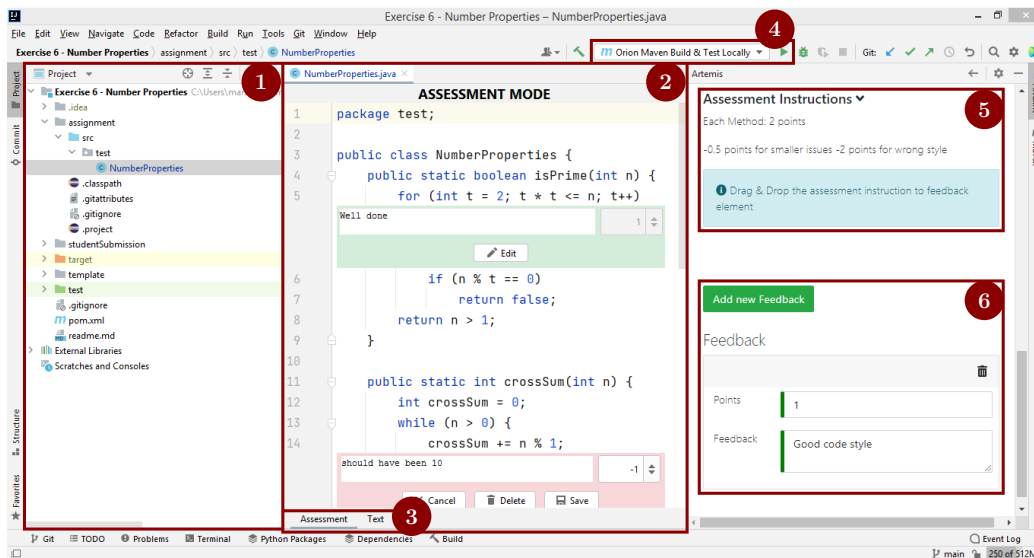 Exercise 6 - Number Properties – NumberProperties.java
File Edit View Navigate Code Refactor Build Run Tools Git Window Help
Exercise 6 - Number Properties assignment src test NumberProperties
Orion Maven Build & Test Locally
Git:
4
Project
Project
1
Exercise 6 - Number Properties
.idea
assignment
src
test
NumberProperties
.classpath
.gitattributes
.gitignore
.project
studentSubmission
target
template
test
.gitignore
pom.xml
readme.md
External Libraries
Scratches and Consoles
Commit
Structure
Favorites
NumberProperties.java
2
ASSESSMENT MODE
1 package test;
2
3 public class NumberProperties {
4 public static boolean isPrime(int n) {
5 for (int t = 2; t * t <= n; t++)
Well done 1
Edit
6 if (n % t == 0)
7 return false;
8 return n > 1;
9 }
10
11 public static int crossSum(int n) {
12 int crossSum = 0;
13 while (n > 0) {
14 crossSum += n % 1;
should have been 10 -1
Cancel Delete Save
Assessment Text
3
Artemis
Assessment Instructions
5
Each Method: 2 points
-0.5 points for smaller issues -2 points for wrong style
Drag & Drop the assessment instruction to feedback
element
Add new Feedback
6
Feedback
Points 1
Feedback Good code style
Git TODO Problems Terminal Python Packages Dependencies Build Event Log
main 250 of 512M